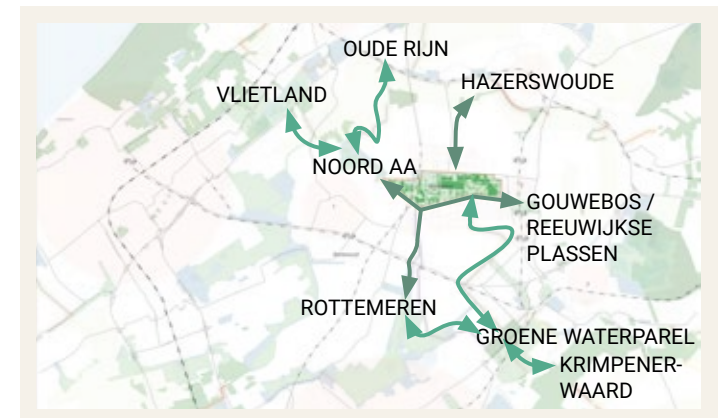 OUDE RIJN
HAZERSWOUDE
VLIETLAND
NOORD AA
GOUWEBOS /
REEUWIJKSE
PLASSEN
ROTTEMEREN
GROENE WATERPAREL
KRIMPENER-
WAARD